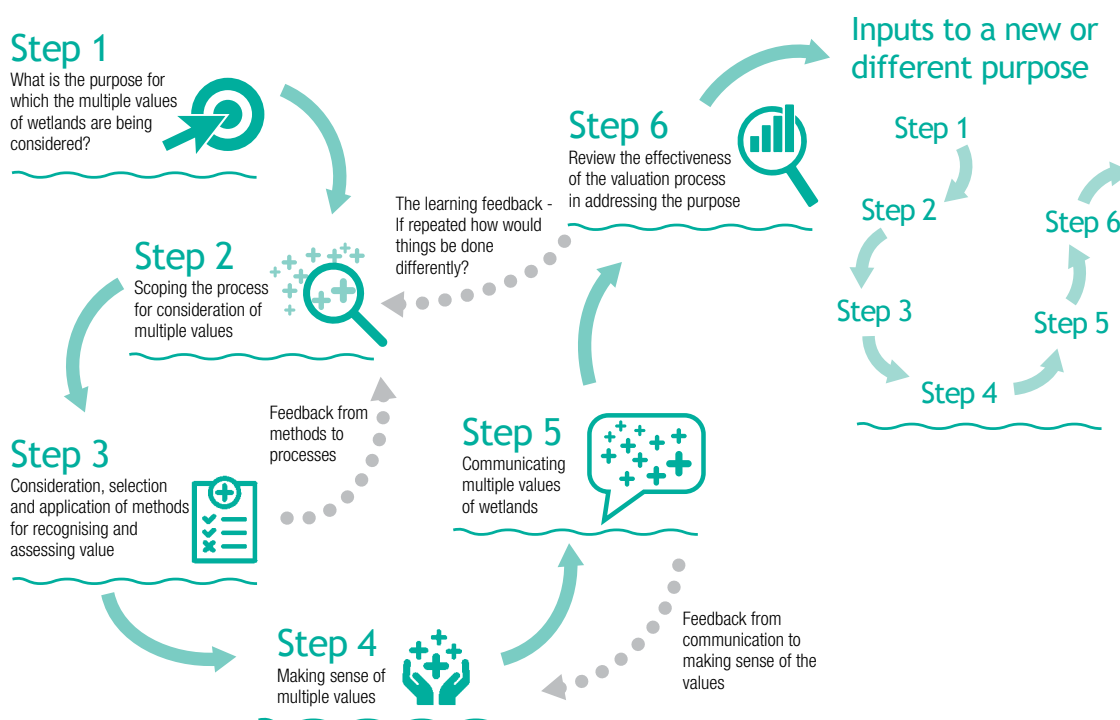 Step 1
What is the purpose for
which the multiple values
of wetlands are being
considered?
Step 2
Scoping the process
for consideration of
multiple values
Step 3
Consideration, selection
and application of methods
for recognising and
assessing value
Feedback from
methods to
processes
Step 4
Making sense of
multiple values
Step 5
Communicating
multiple values
of wetlands
Feedback from
communication to
making sense of the
values
Step 6
Review the effectiveness
of the valuation process
in addressing the purpose
The learning feedback -
If repeated how would
things be done
differently?
Inputs to a new or
different purpose
Step 1
Step 2
Step 3
Step 4
Step 5
Step 6